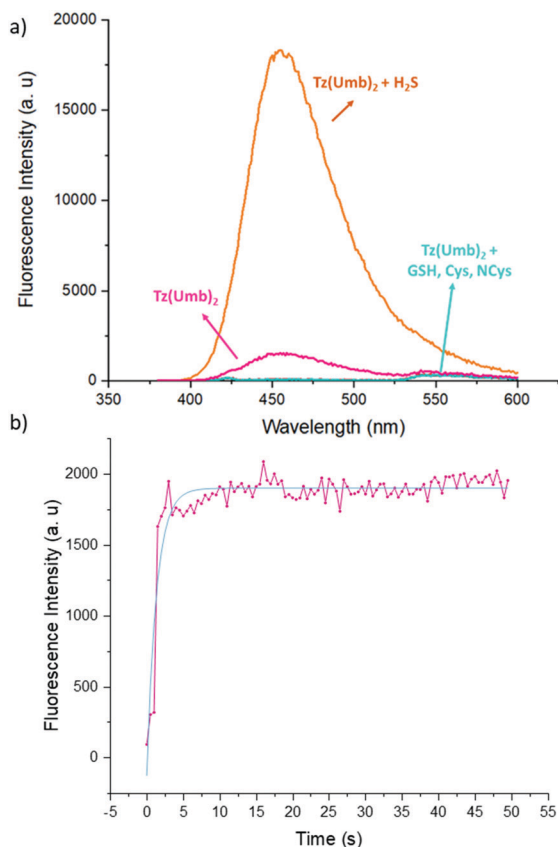 a)
20000
15000
10000
5000
0
Fluorescence Intensity (a. u)
Tz(Umb)₂ + H₂S
Tz(Umb)₂
Tz(Umb)₂ +
GSH, Cys, NCys
350 400 450 500 550 600
Wavelength (nm)
b)
2000
1500
1000
500
0
Fluorescence Intensity (a. u)
-5 0 5 10 15 20 25 30 35 40 45 50 55
Time (s)